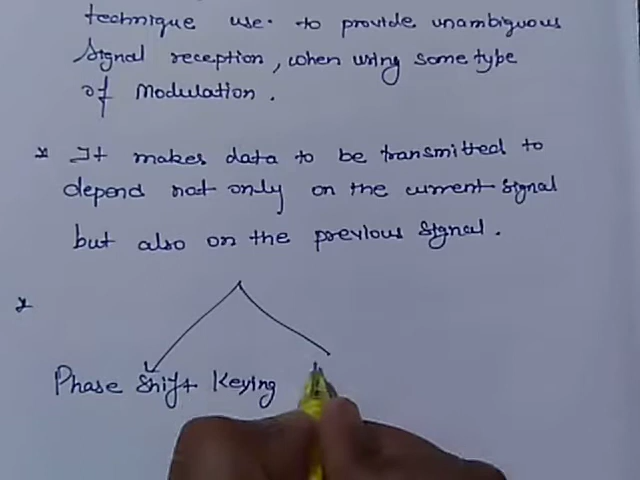 technique use. to provide unambiguous
Signal reception, when using some type
of Modulation.
* It makes data to be transmitted to
depend not only on the current signal
but also on the previous signal.
*
Phase Shift Keying